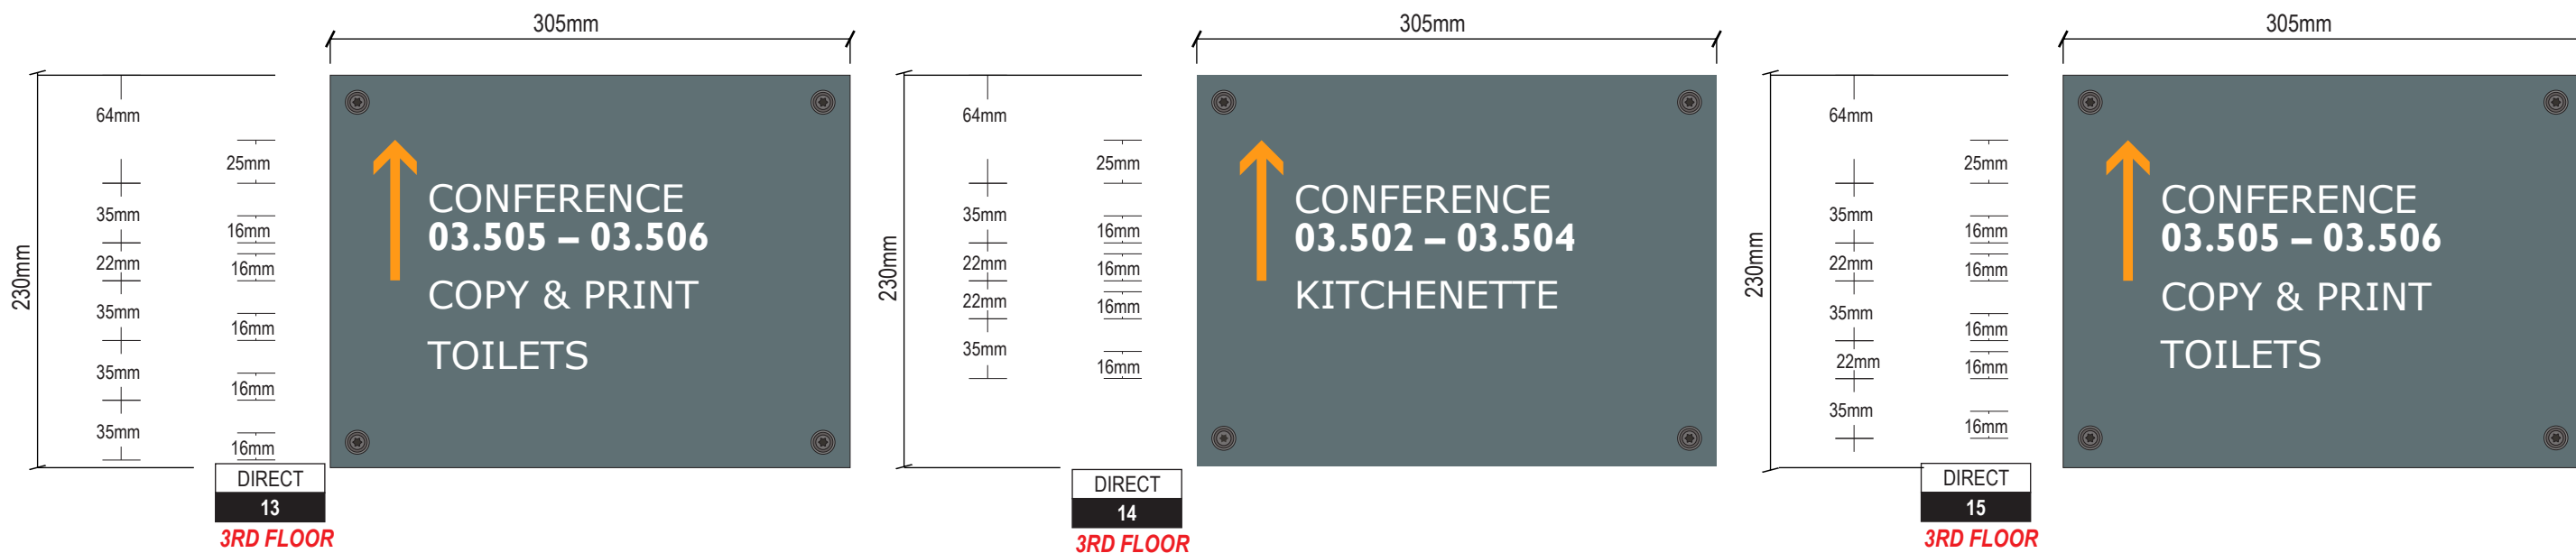 305mm
230mm
64mm
35mm
22mm
35mm
35mm
35mm
25mm
16mm
16mm
16mm
16mm
16mm
CONFERENCE
03.505 – 03.506
COPY & PRINT
TOILETS
DIRECT
13
3RD FLOOR
305mm
230mm
64mm
35mm
22mm
22mm
35mm
25mm
16mm
16mm
16mm
16mm
CONFERENCE
03.502 – 03.504
KITCHENETTE
DIRECT
14
3RD FLOOR
305mm
230mm
64mm
35mm
22mm
35mm
22mm
35mm
25mm
16mm
16mm
16mm
16mm
16mm
CONFERENCE
03.505 – 03.506
COPY & PRINT
TOILETS
DIRECT
15
3RD FLOOR